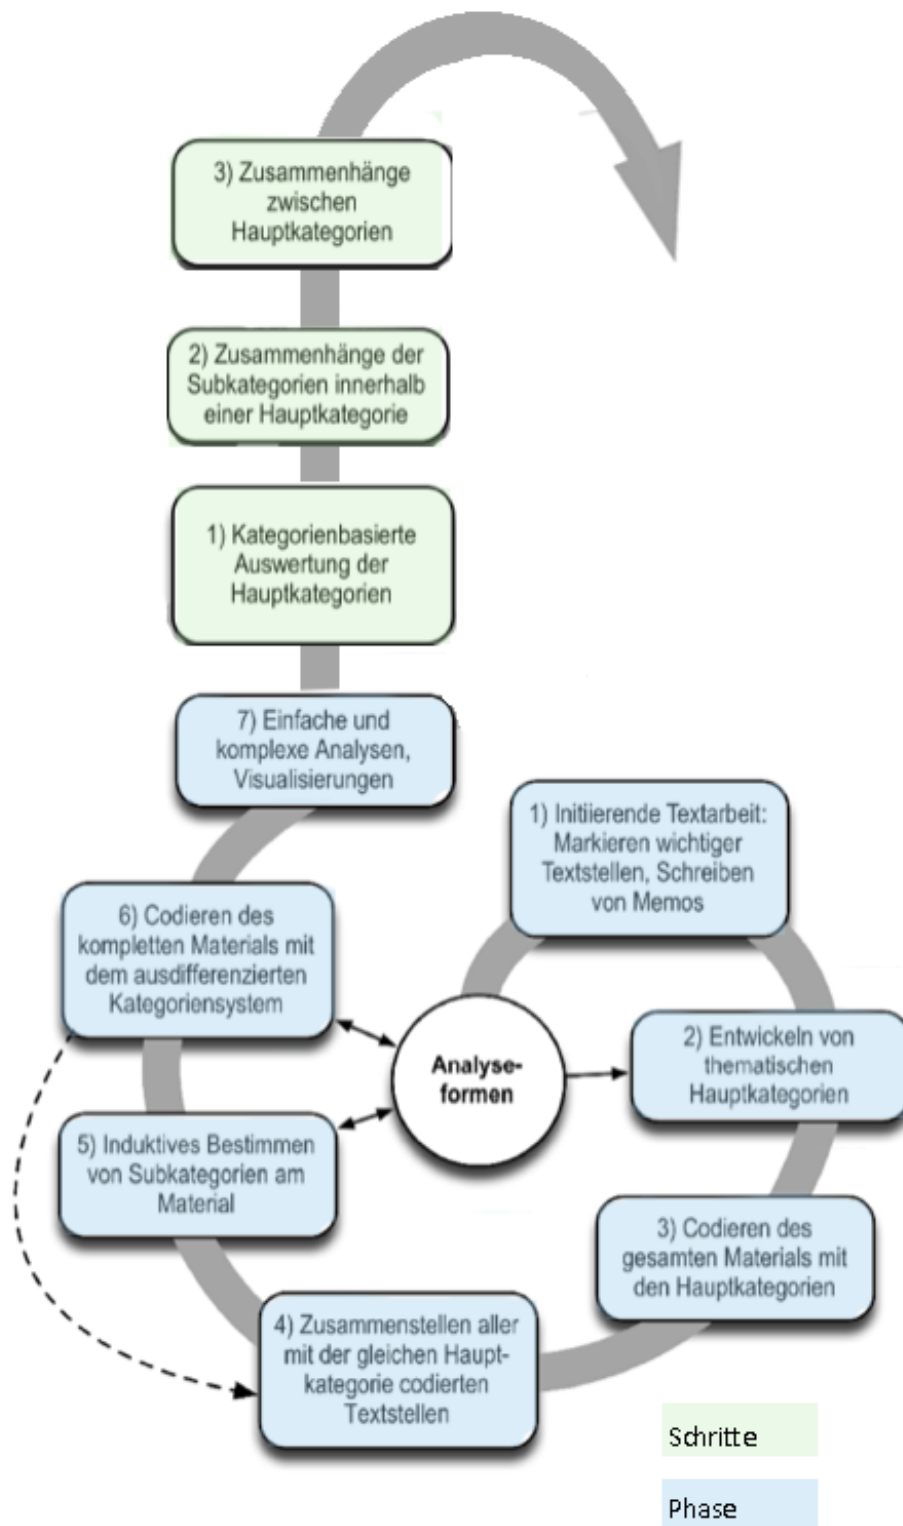 3) Zusammenhänge
zwischen
Hauptkategorien
2) Zusammenhänge der
Subkategorien innerhalb
einer Hauptkategorie
1) Kategorienbasierte
Auswertung der
Hauptkategorien
7) Einfache und
komplexe Analysen,
Visualisierungen
1) Initiierende Textarbeit:
Markieren wichtiger
Textstellen, Schreiben
von Memos
6) Codieren des
kompletten Materials mit
dem ausdifferenzierten
Kategoriensystem
Analyse-
formen
2) Entwickeln von
thematischen
Hauptkategorien
5) Induktives Bestimmen
von Subkategorien am
Material
3) Codieren des
gesamten Materials mit
den Hauptkategorien
4) Zusammenstellen aller
mit der gleichen Haupt-
kategorie codierten
Textstellen
Schritte
Phase